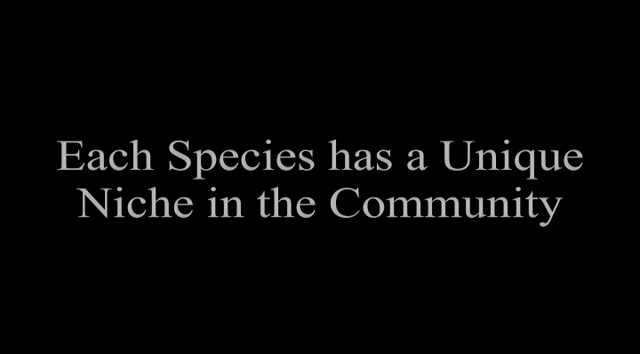 Each Species has a Unique
Niche in the Community